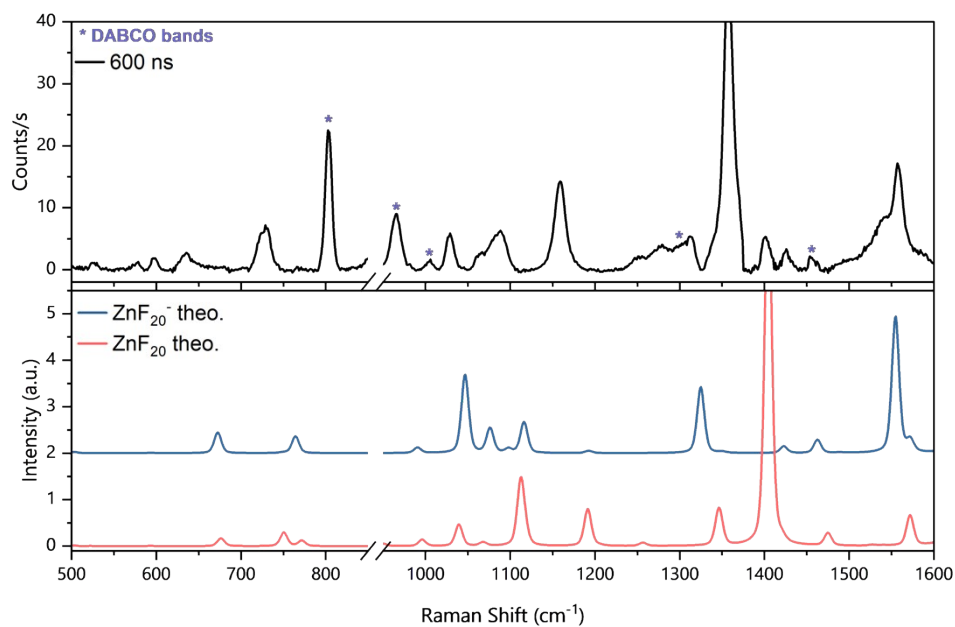 40
30
20
10
0
Counts/s
* DABCO bands
600 ns
*
*
*
*
*
5
4
3
2
1
0
Intensity (a.u.)
ZnF₂₀⁻ theo.
ZnF₂₀ theo.
500 600 700 800 1000 1100 1200 1300 1400 1500 1600
Raman Shift (cm⁻¹)